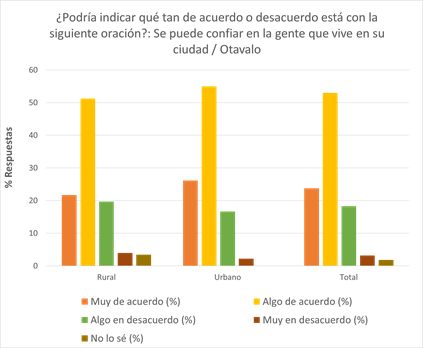 ¿Podría indicar qué tan de acuerdo o desacuerdo está con la
siguiente oración?: Se puede confiar en la gente que vive en su
ciudad / Otavalo
60
50
40
30
20
10
0
% Respuestas
Rural
Urbano
Total
Muy de acuerdo (%)
Algo de acuerdo (%)
Algo en desacuerdo (%)
Muy en desacuerdo (%)
No lo sé (%)